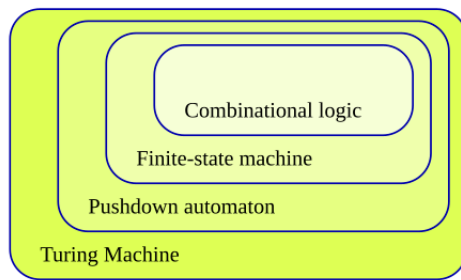 Combinational logic
Finite-state machine
Pushdown automaton
Turing Machine